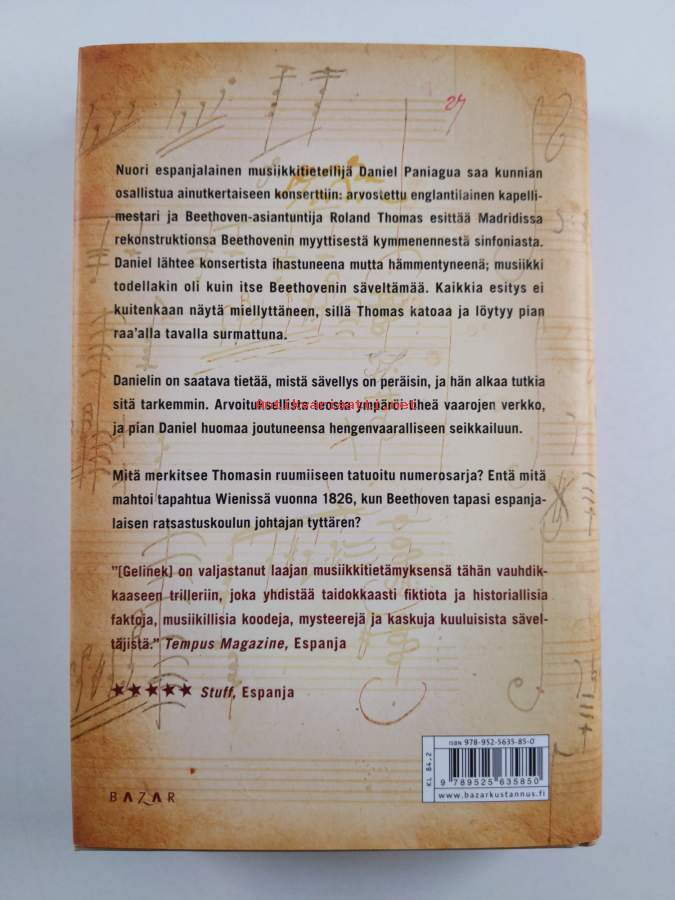 27
Nuori espanjalainen musiikkitieteilijä Daniel Paniagua saa kunnian
osallistua ainutkertaiseen konserttiin: arvostettu englantilainen kapelli-
mestari ja Beethoven-asiantuntija Roland Thomas esittää Madridissa
rekonstruktionsa Beethovenin myyttisestä kymmenennestä sinfoniasta.
Daniel lähtee konsertista ihastuneena mutta hämmentyneenä; musiikki
todellakin oli kuin itse Beethovenin säveltämää. Kaikkia esitys ei
kuitenkaan näytä miellyttäneen, sillä Thomas katoaa ja löytyy pian
raa'alla tavalla surmattuna.
Danielin on saatava tietää, mistä sävellys on peräisin, ja hän alkaa tutkia
sitä tarkemmin. Arvoituksellista teosta ympäröi tiheä vaarojen verkko,
ja pian Daniel huomaa joutuneensa hengenvaaralliseen seikkailuun.
Mitä merkitsee Thomasin ruumiiseen tatuoitu numerosarja? Entä mitä
mahtoi tapahtua Wienissä vuonna 1826, kun Beethoven tapasi espanja-
laisen ratsastuskoulun johtajan tyttären?
"[Gelinek] on valjastanut laajan musiikkitietämyksensä tähän vauhdik-
kaaseen trilleriin, joka yhdistää taidokkaasti fiktiota ja historiallisia
faktoja, musiikillisia koodeja, mysteerejä ja kaskuja kuuluisista sävel-
täjistä." Tempus Magazine, Espanja
★★★★★ Stuff, Espanja
BAZAR
KL 84.2
ISBN 978-952-5635-85-0
9 789525 635850
www.bazarkustannus.fi